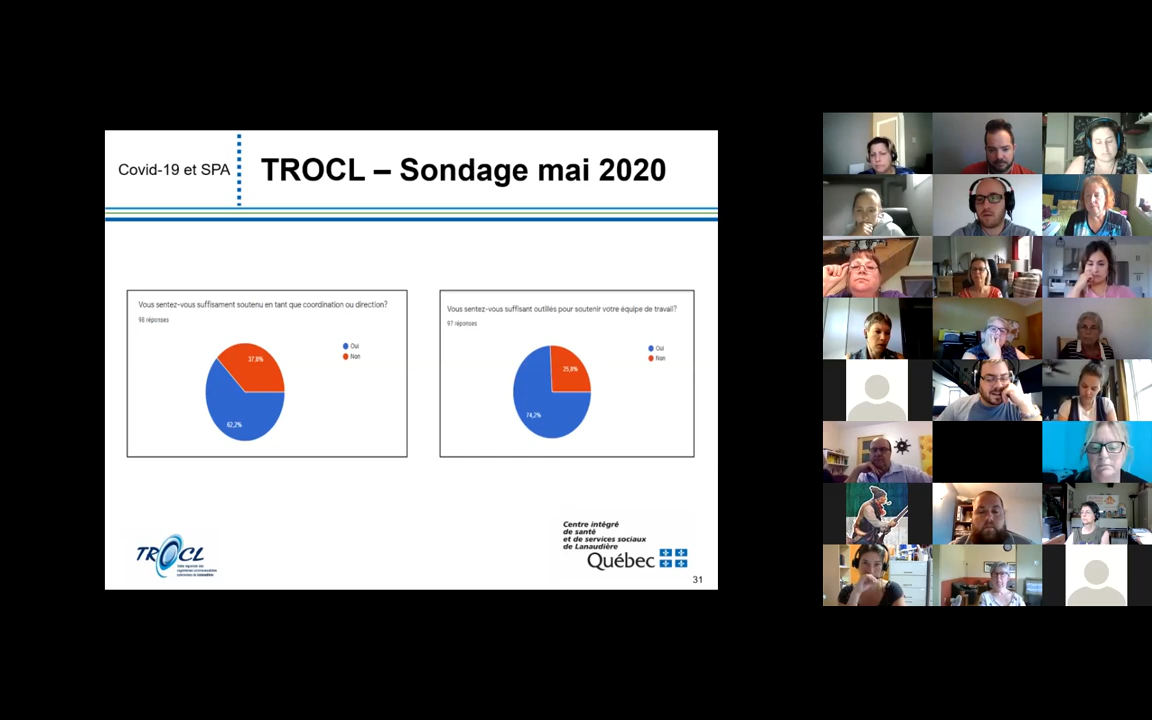 Covid-19 et SPA
TROCL – Sondage mai 2020
Vous sentez-vous suffisament soutenu en tant que coordination ou direction?
98 réponses
Oui
Non
37,8%
62,2%
Vous sentez-vous suffisant outillés pour soutenir votre équipe de travail?
97 réponses
Oui
Non
25,8%
74,2%
TROCL
Centre intégré
de santé
et de services sociaux
de Lanaudière
Québec
31